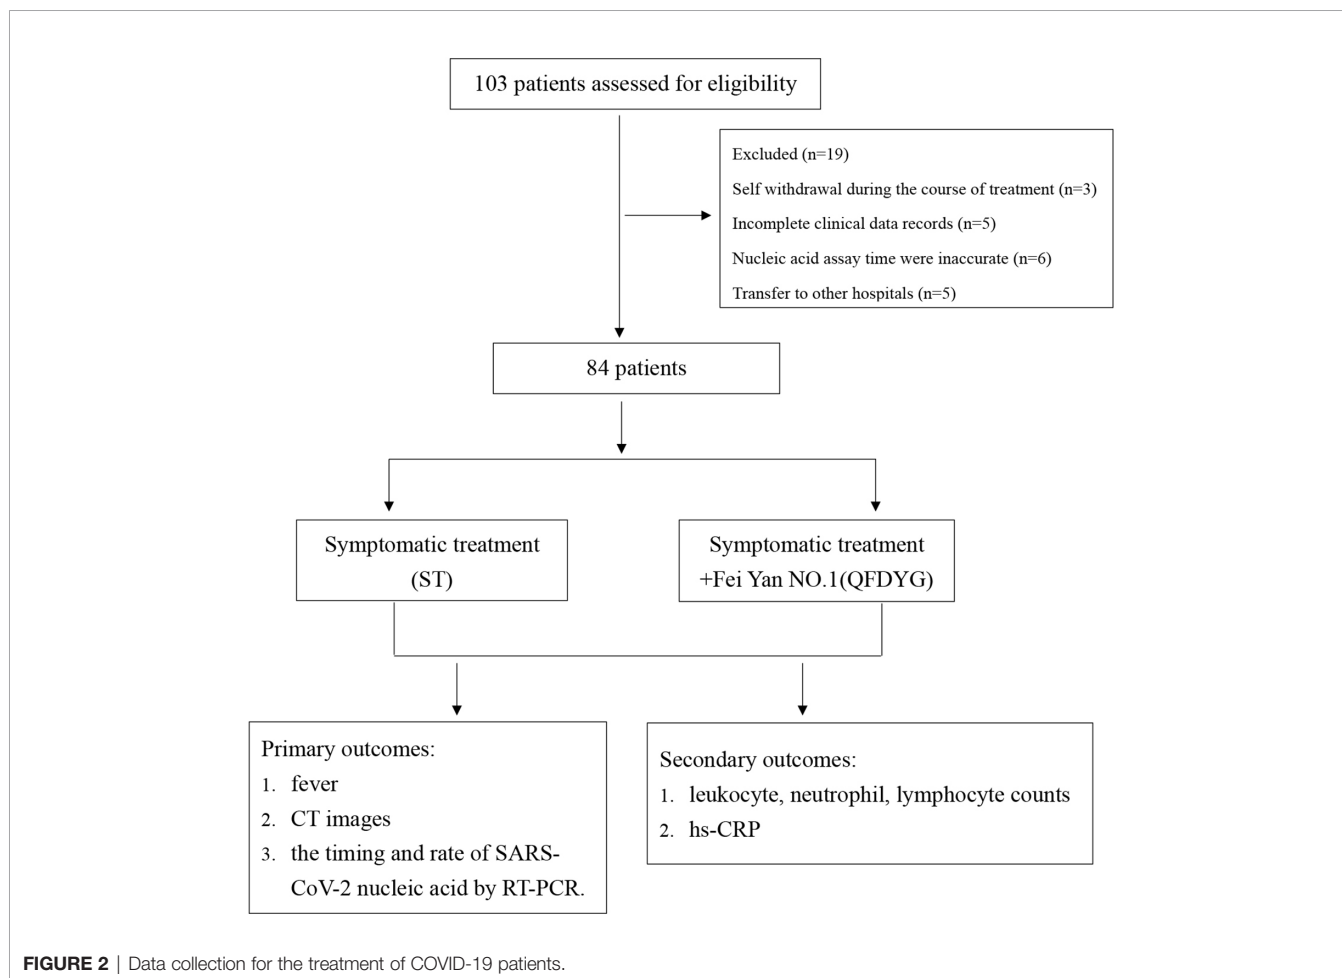 103 patients assessed for eligibility
Excluded (n=19)
Self withdrawal during the course of treatment (n=3)
Incomplete clinical data records (n=5)
Nucleic acid assay time were inaccurate (n=6)
Transfer to other hospitals (n=5)
84 patients
Symptomatic treatment
(ST)
Symptomatic treatment
+Fei Yan NO.1(QFDYG)
Primary outcomes:
1. fever
2. CT images
3. the timing and rate of SARS-
CoV-2 nucleic acid by RT-PCR.
Secondary outcomes:
1. leukocyte, neutrophil, lymphocyte counts
2. hs-CRP
FIGURE 2 | Data collection for the treatment of COVID-19 patients.